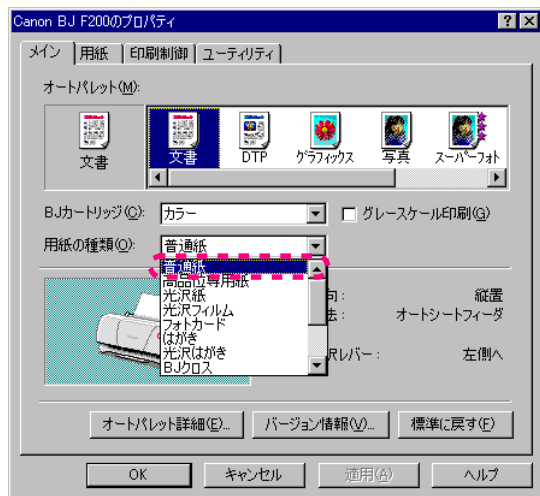 Canon BJ F200のプロパティ
メイン 用紙 印刷制御 ユーティリティ
オートパレット(M):
文書
文書 DTP グラフィックス 写真 スーパーフォト
BJカートリッジ(C): カラー グレースケール印刷(G)
用紙の種類(O): 普通紙
普通紙
高品位専用紙
光沢紙
光沢フィルム
フォトカード
はがき
光沢はがき
BJクロス
向: 縦置
法: オートシートフィーダ
択レバー: 左側へ
オートパレット詳細(E)... バージョン情報(V)... 標準に戻す(F)
OK キャンセル 適用(A) ヘルプ